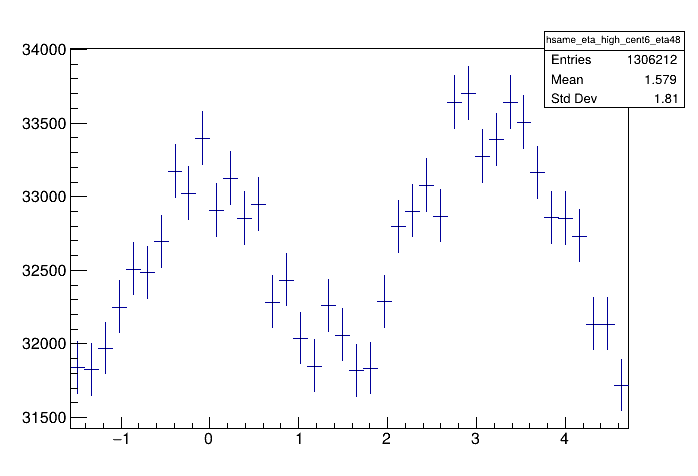 hsame_eta_high_cent6_eta48
Entries 1306212
Mean 1.579
Std Dev 1.81
34000
33500
33000
32500
32000
31500
−1 0 1 2 3 4